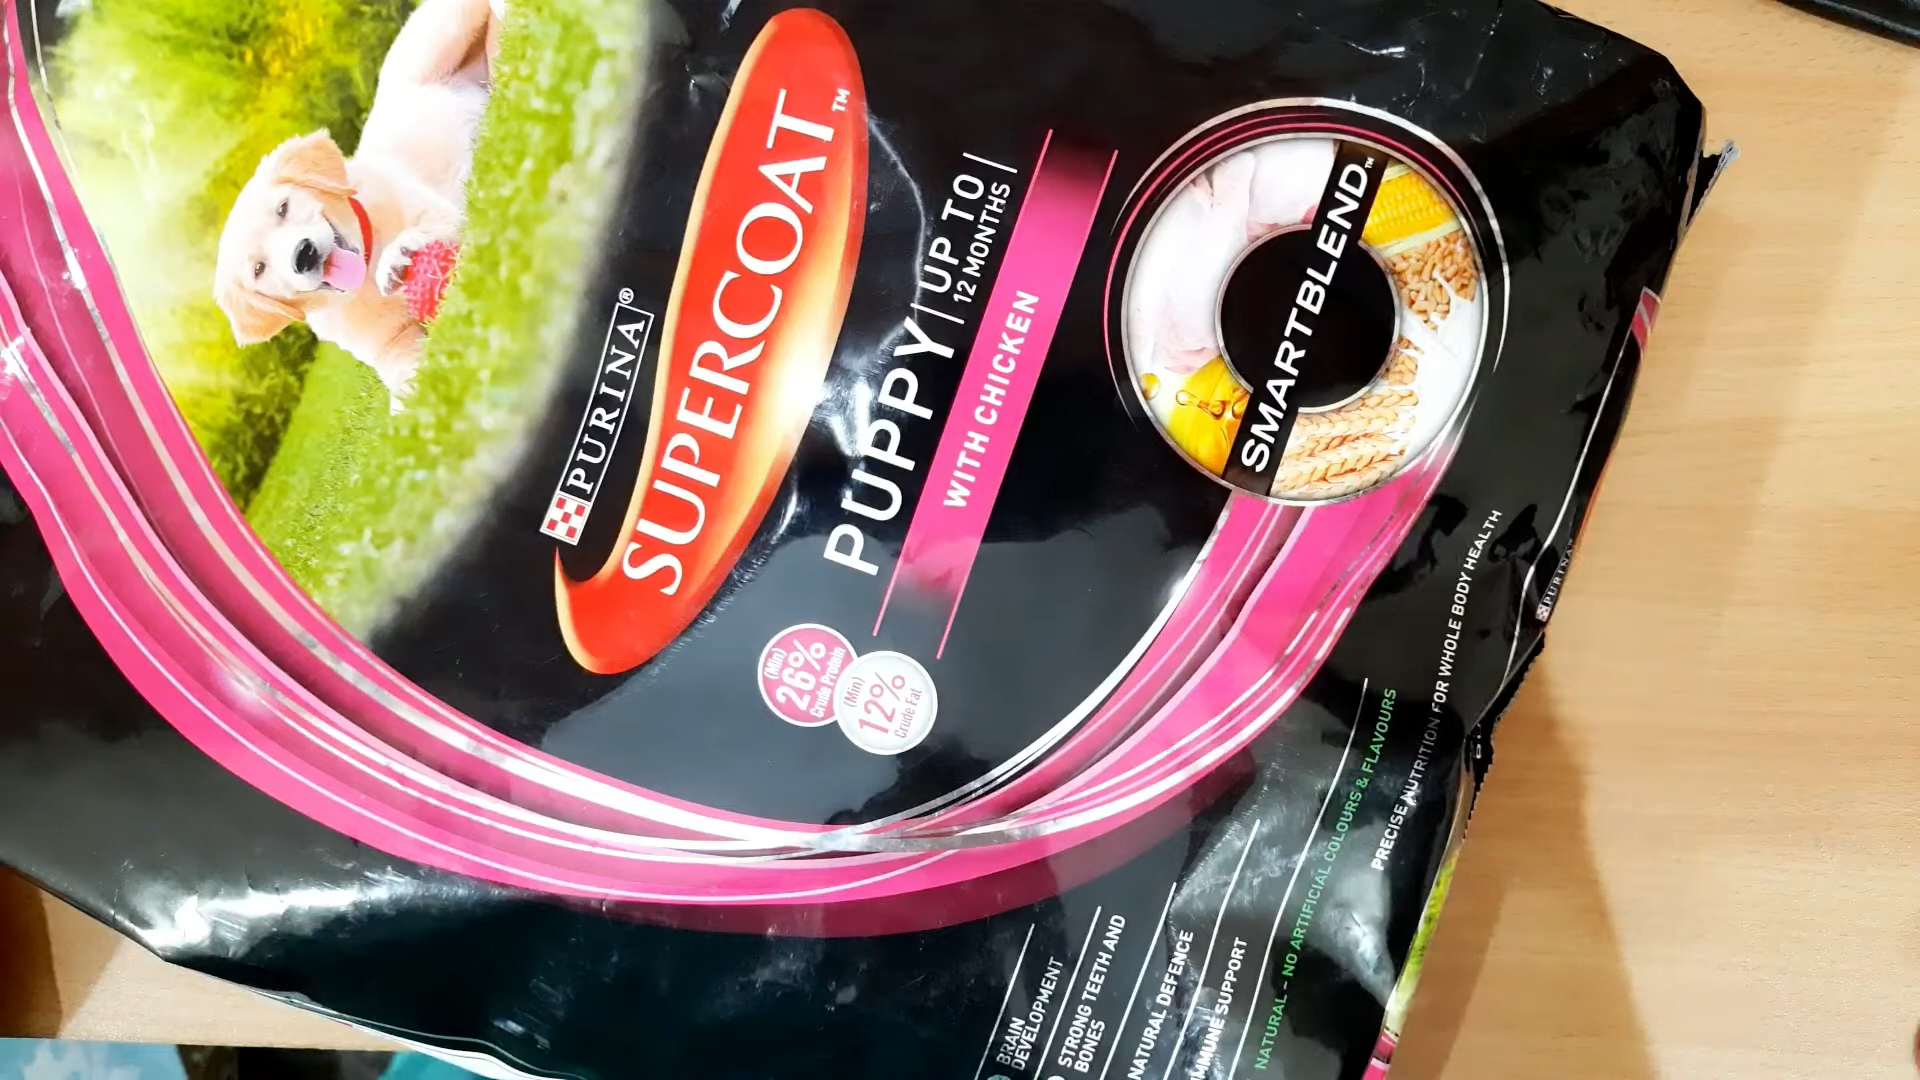 PURINA®
SUPERCOAT™
PUPPY
UP TO
12 MONTHS
WITH CHICKEN
(Min)
26%
Crude Protein
(Min)
12%
Crude Fat
SMARTBLEND™
BRAIN
DEVELOPMENT
STRONG TEETH AND
BONES
NATURAL DEFENCE
IMMUNE SUPPORT
NATURAL – NO ARTIFICIAL COLOURS & FLAVOURS
PRECISE NUTRITION FOR WHOLE BODY HEALTH
PURINA